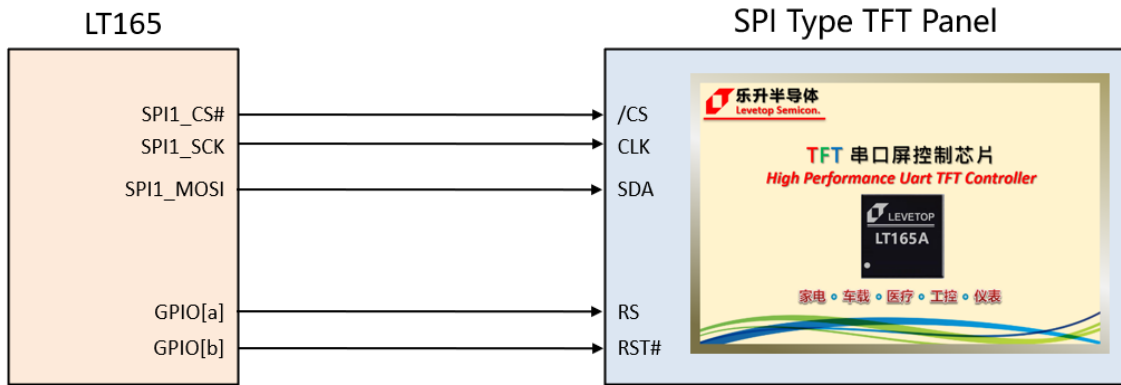 LT165
SPI Type TFT Panel
SPI1_CS#
SPI1_SCK
SPI1_MOSI
GPIO[a]
GPIO[b]
/CS
CLK
SDA
RS
RST#
乐升半导体
Levetop Semicon.
TFT 串口屏控制芯片
High Performance Uart TFT Controller
LEVETOP
LT165A
家电 • 车载 • 医疗 • 工控 • 仪表